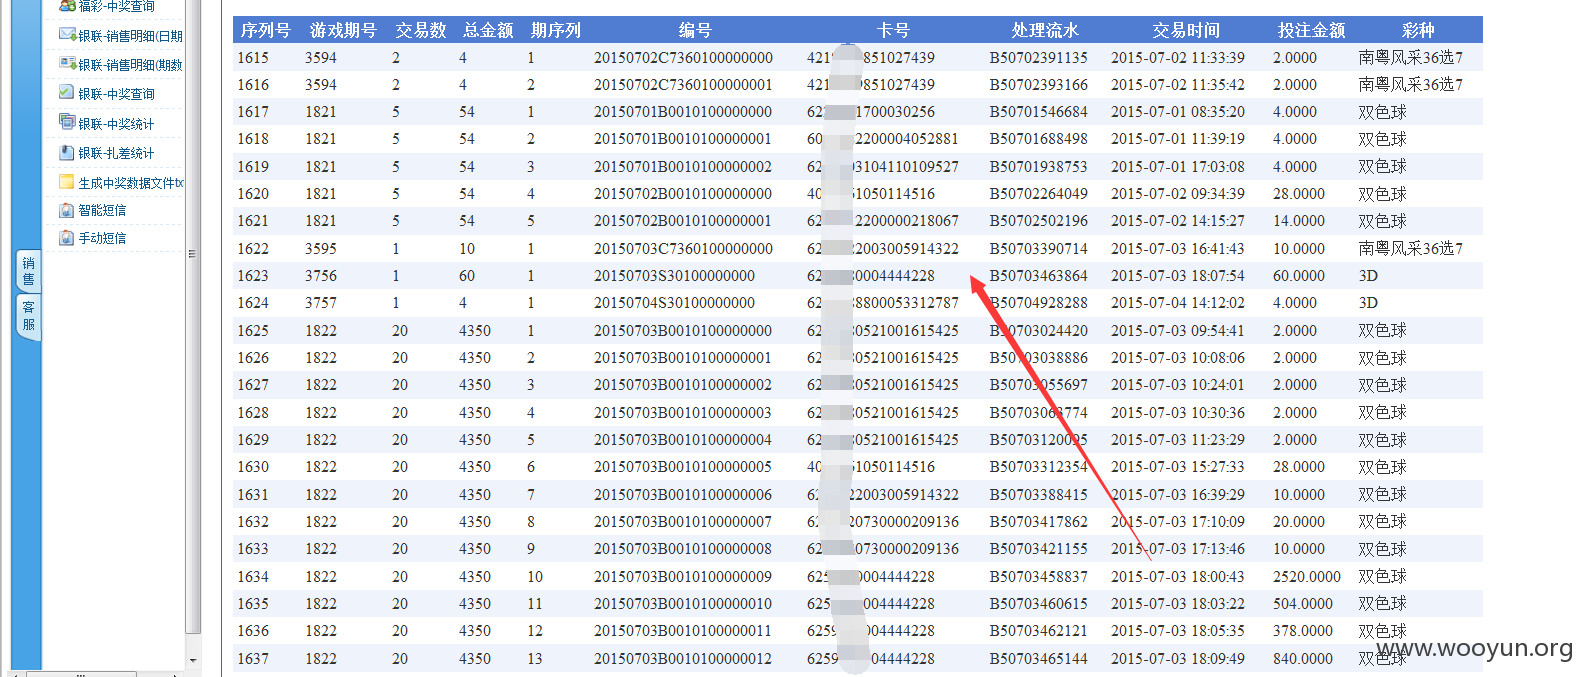 福彩-中奖查询
银联-销售明细(日期
银联-销售明细(期数
银联-中奖查询
银联-中奖统计
银联-扎差统计
生成中奖数据文件tx
智能短信
手动短信
销售
客服
序列号 游戏期号 交易数 总金额 期序列 编号 卡号 处理流水 交易时间 投注金额 彩种
1615 3594 2 4 1 20150702C7360100000000 421 851027439 B50702391135 2015-07-02 11:33:39 2.0000 南粤风采36选7
1616 3594 2 4 2 20150702C7360100000001 421 851027439 B50702393166 2015-07-02 11:35:42 2.0000 南粤风采36选7
1617 1821 5 54 1 20150701B0010100000000 62 1700030256 B50701546684 2015-07-01 08:35:20 4.0000 双色球
1618 1821 5 54 2 20150701B0010100000001 60 2200004052881 B50701688498 2015-07-01 11:39:19 4.0000 双色球
1619 1821 5 54 3 20150701B0010100000002 62 3104110109527 B50701938753 2015-07-01 17:03:08 4.0000 双色球
1620 1821 5 54 4 20150702B0010100000000 40 1050114516 B50702264049 2015-07-02 09:34:39 28.0000 双色球
1621 1821 5 54 5 20150702B0010100000001 62 2200000218067 B50702502196 2015-07-02 14:15:27 14.0000 双色球
1622 3595 1 10 1 20150703C7360100000000 62 22003005914322 B50703390714 2015-07-03 16:41:43 10.0000 南粤风采36选7
1623 3756 1 60 1 20150703S30100000000 62 0004444228 B50703463864 2015-07-03 18:07:54 60.0000 3D
1624 3757 1 4 1 20150704S30100000000 62 8800053312787 B50704928288 2015-07-04 14:12:02 4.0000 3D
1625 1822 20 4350 1 20150703B0010100000000 62 0521001615425 B50703024420 2015-07-03 09:54:41 2.0000 双色球
1626 1822 20 4350 2 20150703B0010100000001 62 0521001615425 B50703038886 2015-07-03 10:08:06 2.0000 双色球
1627 1822 20 4350 3 20150703B0010100000002 62 0521001615425 B50703055697 2015-07-03 10:24:01 2.0000 双色球
1628 1822 20 4350 4 20150703B0010100000003 62 0521001615425 B50703063774 2015-07-03 10:30:36 2.0000 双色球
1629 1822 20 4350 5 20150703B0010100000004 62 0521001615425 B50703120095 2015-07-03 11:23:29 2.0000 双色球
1630 1822 20 4350 6 20150703B0010100000005 40 1050114516 B50703312354 2015-07-03 15:27:33 28.0000 双色球
1631 1822 20 4350 7 20150703B0010100000006 62 22003005914322 B50703388415 2015-07-03 16:39:29 10.0000 双色球
1632 1822 20 4350 8 20150703B0010100000007 62 0730000209136 B50703417862 2015-07-03 17:10:09 20.0000 双色球
1633 1822 20 4350 9 20150703B0010100000008 62 0730000209136 B50703421155 2015-07-03 17:13:46 10.0000 双色球
1634 1822 20 4350 10 20150703B0010100000009 625 004444228 B50703458837 2015-07-03 18:00:43 2520.0000 双色球
1635 1822 20 4350 11 20150703B0010100000010 625 004444228 B50703460615 2015-07-03 18:03:22 504.0000 双色球
1636 1822 20 4350 12 20150703B0010100000011 6259 004444228 B50703462121 2015-07-03 18:05:35 378.0000 双色球
1637 1822 20 4350 13 20150703B0010100000012 6259 04444228 B50703465144 2015-07-03 18:09:49 840.0000 双色球
www.wooyun.org